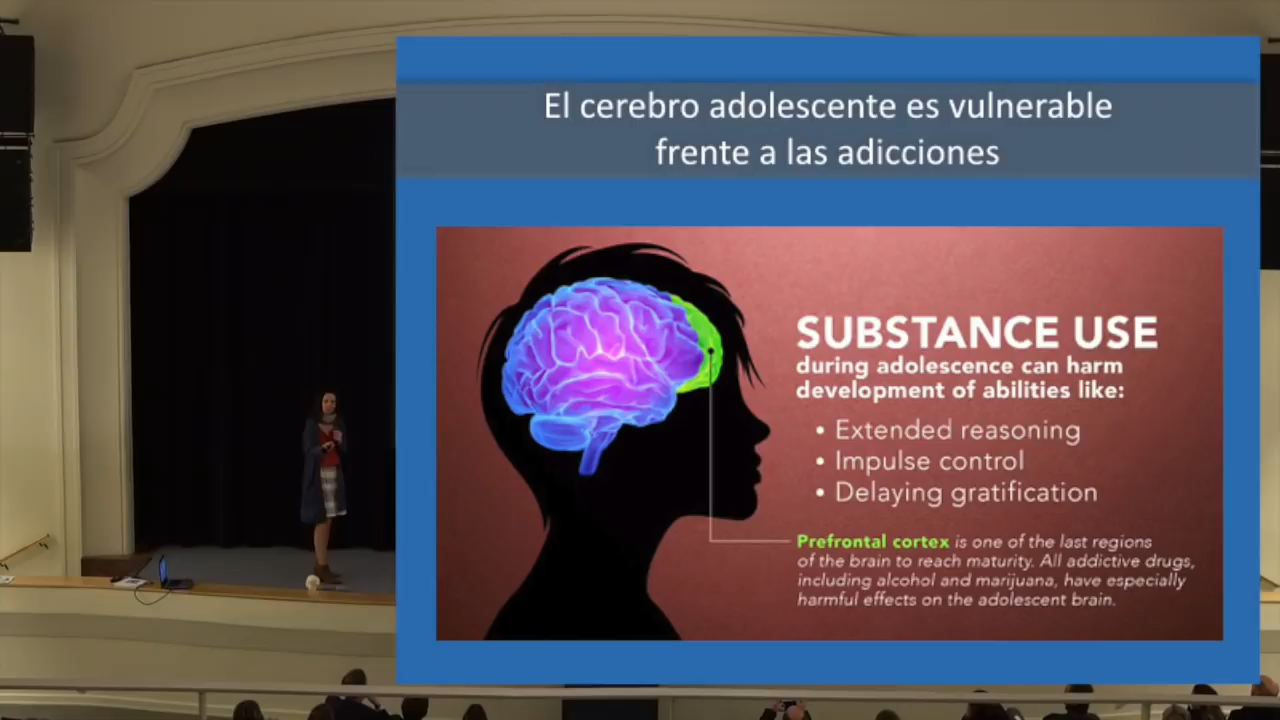 El cerebro adolescente es vulnerable
frente a las adicciones
SUBSTANCE USE
during adolescence can harm
development of abilities like:
• Extended reasoning
• Impulse control
• Delaying gratification
Prefrontal cortex is one of the last regions
of the brain to reach maturity. All addictive drugs,
including alcohol and marijuana, have especially
harmful effects on the adolescent brain.